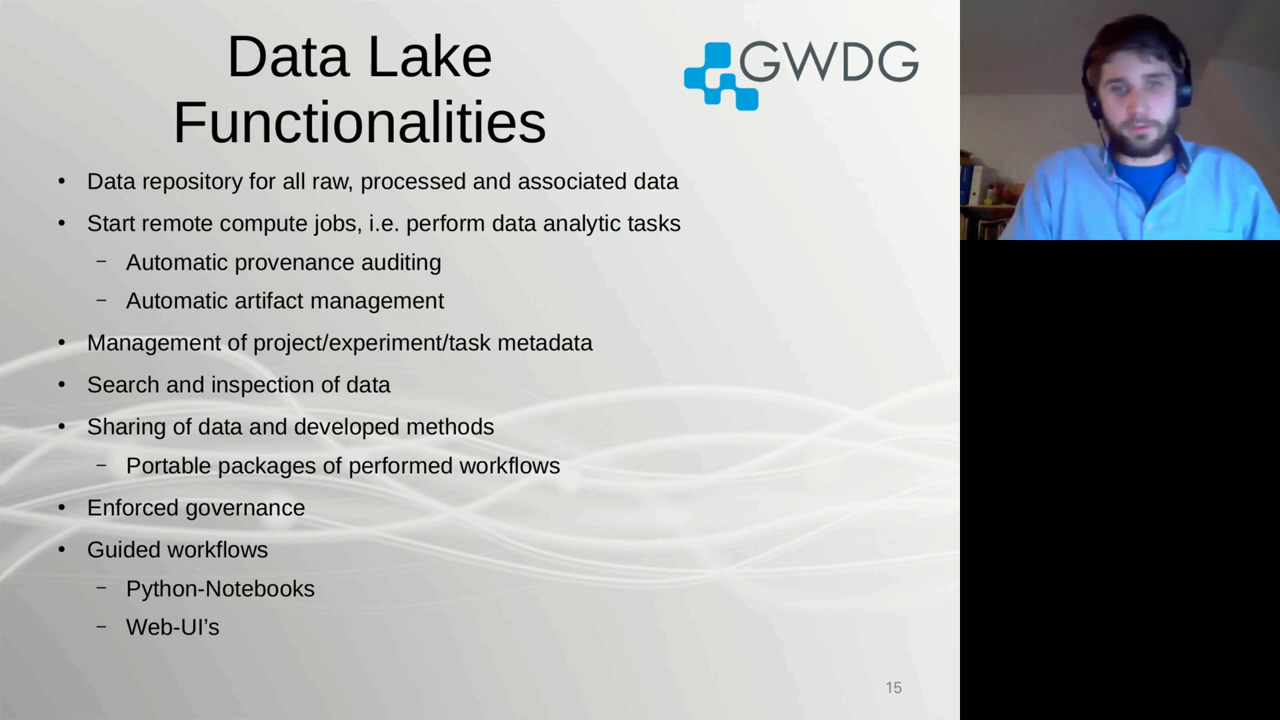 Data Lake
Functionalities
GWDG
• Data repository for all raw, processed and associated data
• Start remote compute jobs, i.e. perform data analytic tasks
– Automatic provenance auditing
– Automatic artifact management
• Management of project/experiment/task metadata
• Search and inspection of data
• Sharing of data and developed methods
– Portable packages of performed workflows
• Enforced governance
• Guided workflows
– Python-Notebooks
– Web-UI’s
15